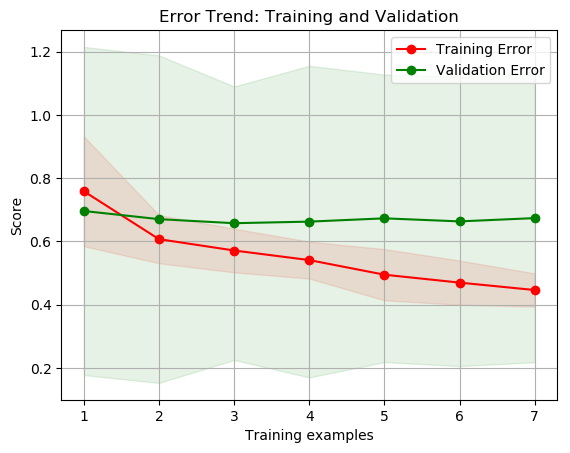 Error Trend: Training and Validation
Training Error
Validation Error
Score
1.2
1.0
0.8
0.6
0.4
0.2
1 2 3 4 5 6 7
Training examples